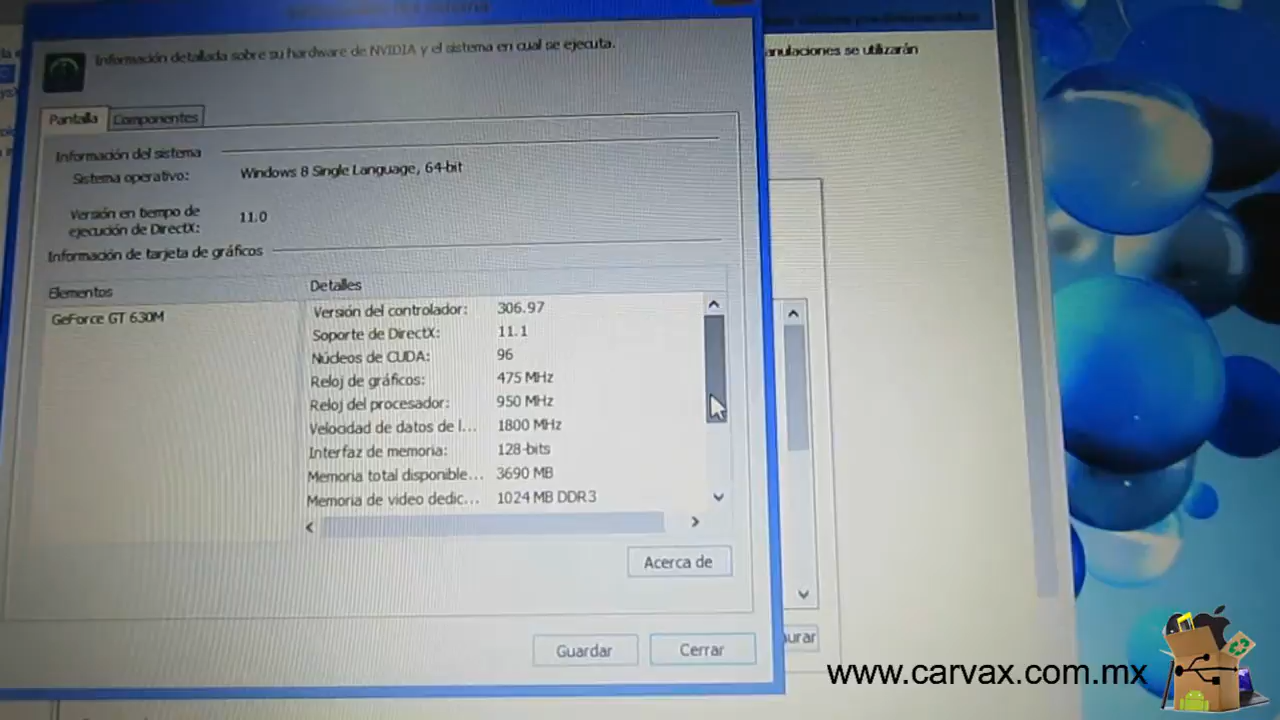 Información detallada sobre su hardware de NVIDIA y el sistema en cual se ejecuta.
anulaciones se utilizarán
Pantalla
Componentes
Información del sistema
Sistema operativo:
Windows 8 Single Language, 64-bit
Versión en tiempo de
ejecución de DirectX:
11.0
Información de tarjeta de gráficos
Elementos
Detalles
GeForce GT 630M
Versión del controlador: 306.97
Soporte de DirectX: 11.1
Núcleos de CUDA: 96
Reloj de gráficos: 475 MHz
Reloj del procesador: 950 MHz
Velocidad de datos de l... 1800 MHz
Interfaz de memoria: 128-bits
Memoria total disponible... 3690 MB
Memoria de video dedic... 1024 MB DDR3
Acerca de
Guardar
Cerrar
urar
www.carvax.com.mx